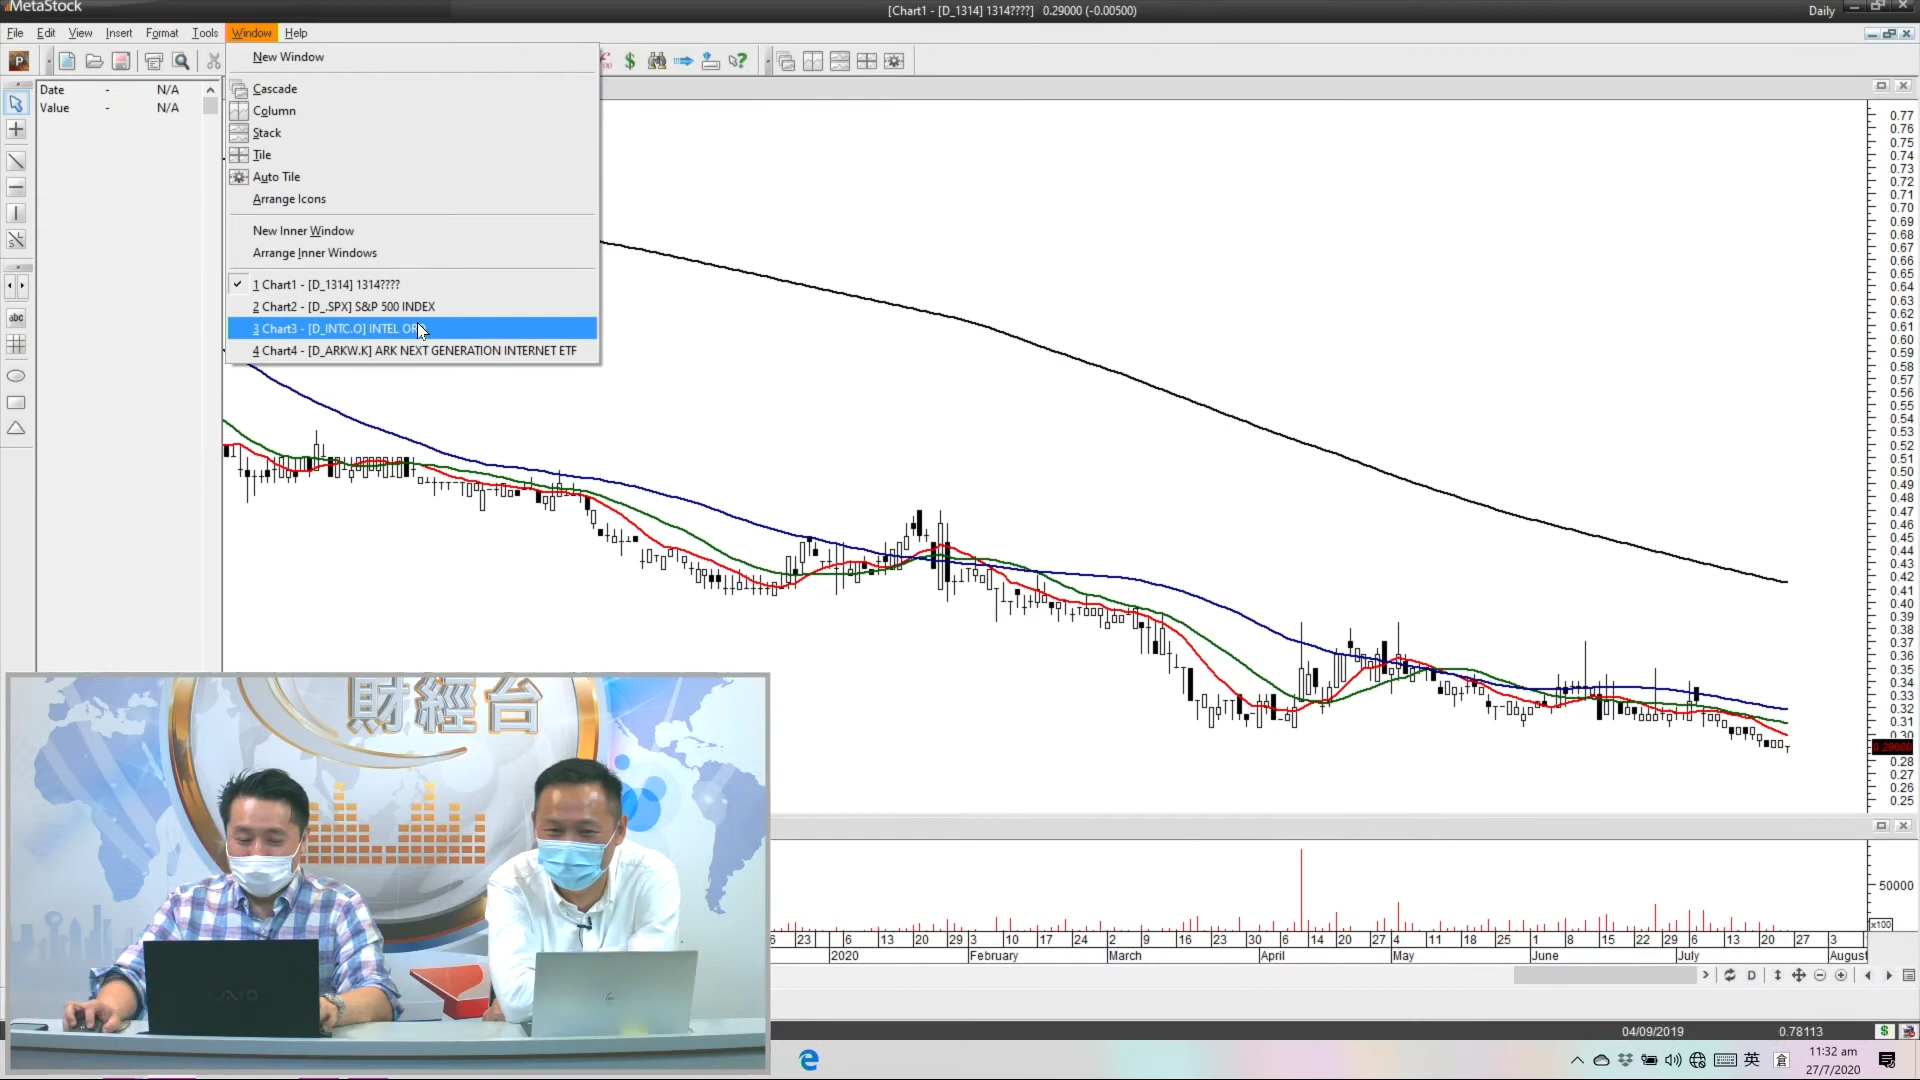 MetaStock
[Chart1 - [D_1314] 1314????] 0.29000 (-0.00500)
Daily
File Edit View Insert Format Tools Window Help
New Window
Cascade
Column
Stack
Tile
Auto Tile
Arrange Icons
New Inner Window
Arrange Inner Windows
1 Chart1 - [D_1314] 1314????
2 Chart2 - [D_.SPX] S&P 500 INDEX
3 Chart3 - [D_INTC.O] INTEL
4 Chart4 - [D_ARKW.K] ARK NEXT GENERATION INTERNET ETF
Date - N/A
Value - N/A
abc
0.77
0.76
0.75
0.74
0.73
0.72
0.71
0.70
0.69
0.68
0.67
0.66
0.65
0.64
0.63
0.62
0.61
0.60
0.59
0.58
0.57
0.56
0.55
0.54
0.53
0.52
0.51
0.50
0.49
0.48
0.47
0.46
0.45
0.44
0.43
0.42
0.41
0.40
0.39
0.38
0.37
0.36
0.35
0.34
0.33
0.32
0.31
0.30
0.29000
0.28
0.27
0.26
0.25
財經台
VAIO
50000
x100
6 23 6 13 20 29 3 10 17 24 2 9 16 23 30 6 14 20 27 4 11 18 25 1 8 15 22 29 6 13 20 27 3
2020 February March April May June July August
D
04/09/2019 0.78113
英
倉
11:32 am
27/7/2020